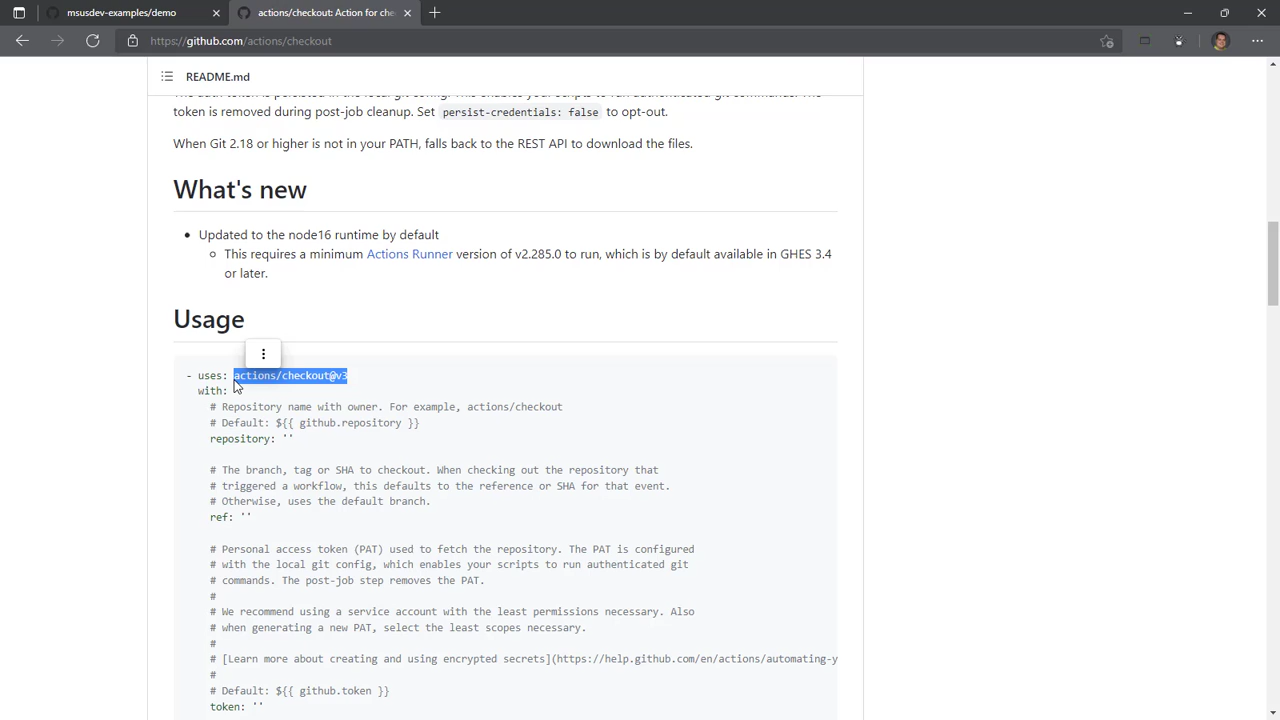 msusdev-examples/demo
actions/checkout: Action for che
https://github.com/actions/checkout
README.md
token is removed during post-job cleanup. Set persist-credentials: false to opt-out.
When Git 2.18 or higher is not in your PATH, falls back to the REST API to download the files.
What's new
Updated to the node16 runtime by default
This requires a minimum Actions Runner version of v2.285.0 to run, which is by default available in GHES 3.4
or later.
Usage
- uses: actions/checkout@v3
with:
# Repository name with owner. For example, actions/checkout
# Default: ${{ github.repository }}
repository: ''
# The branch, tag or SHA to checkout. When checking out the repository that
# triggered a workflow, this defaults to the reference or SHA for that event.
# Otherwise, uses the default branch.
ref: ''
# Personal access token (PAT) used to fetch the repository. The PAT is configured
# with the local git config, which enables your scripts to run authenticated git
# commands. The post-job step removes the PAT.
#
# We recommend using a service account with the least permissions necessary. Also
# when generating a new PAT, select the least scopes necessary.
#
# [Learn more about creating and using encrypted secrets](https://help.github.com/en/actions/automating-y
#
# Default: ${{ github.token }}
token: ''